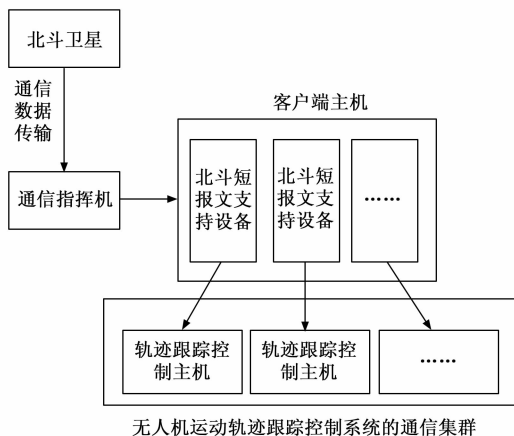 北斗卫星
通信
数据
传输
通信指挥机
客户端主机
北斗短
报文支
持设备
北斗短
报文支
持设备
……
轨迹跟踪控
制主机
轨迹跟踪控
制主机
……
无人机运动轨迹跟踪控制系统的通信集群